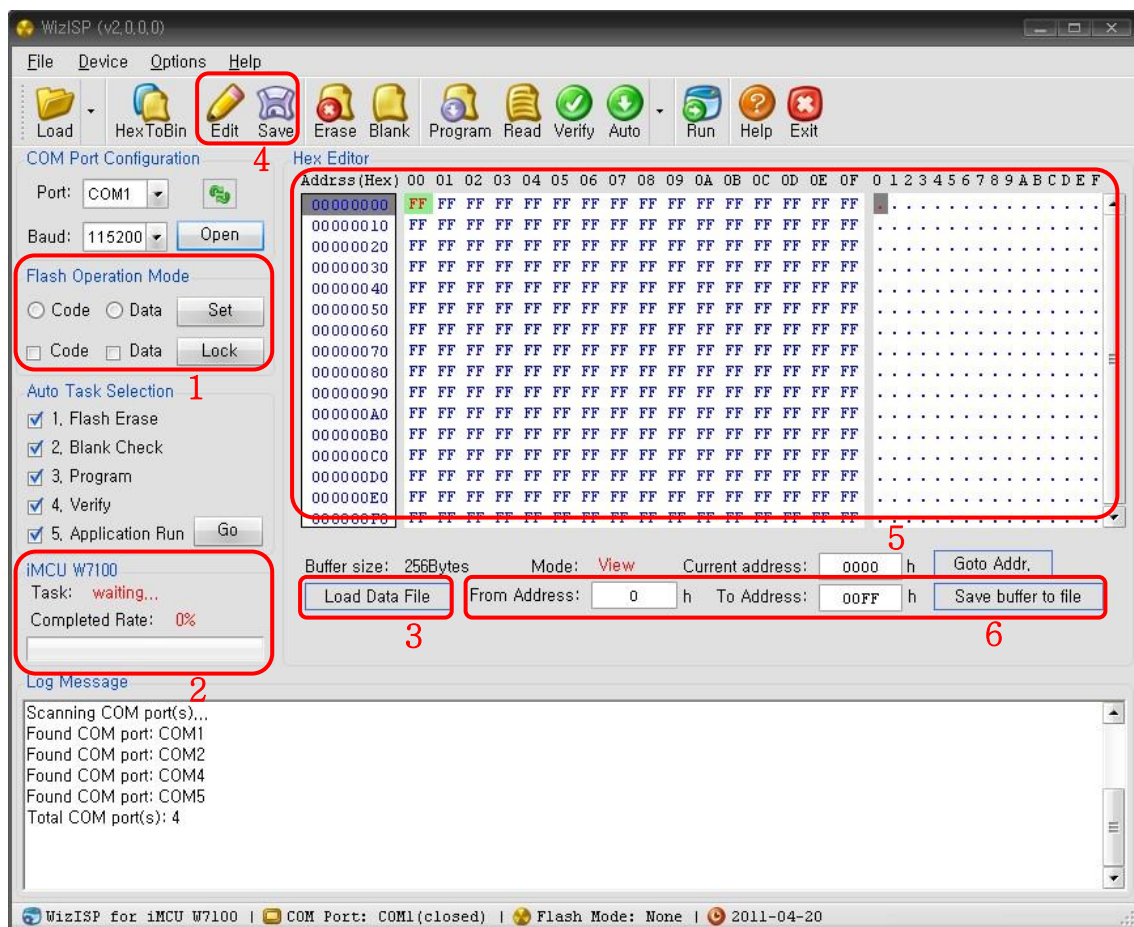 WizISP (v2,0,0,0)
File Device Options Help
Load HexToBin Edit Save Erase Blank Program Read Verify Auto Run Help Exit
4
COM Port Configuration
Port: COM1
Baud: 115200 Open
Flash Operation Mode
Code Data Set
Code Data Lock
1
Auto Task Selection
1, Flash Erase
2, Blank Check
3, Program
4, Verify
5, Application Run Go
iMCU W7100
Task: waiting...
Completed Rate: 0%
2
Hex Editor
Addrss(Hex) 00 01 02 03 04 05 06 07 08 09 0A 0B 0C 0D 0E 0F 0 1 2 3 4 5 6 7 8 9 A B C D E F
00000000 FF FF FF FF FF FF FF FF FF FF FF FF FF FF FF FF ................
00000010 FF FF FF FF FF FF FF FF FF FF FF FF FF FF FF FF ................
00000020 FF FF FF FF FF FF FF FF FF FF FF FF FF FF FF FF ................
00000030 FF FF FF FF FF FF FF FF FF FF FF FF FF FF FF FF ................
00000040 FF FF FF FF FF FF FF FF FF FF FF FF FF FF FF FF ................
00000050 FF FF FF FF FF FF FF FF FF FF FF FF FF FF FF FF ................
00000060 FF FF FF FF FF FF FF FF FF FF FF FF FF FF FF FF ................
00000070 FF FF FF FF FF FF FF FF FF FF FF FF FF FF FF FF ................
00000080 FF FF FF FF FF FF FF FF FF FF FF FF FF FF FF FF ................
00000090 FF FF FF FF FF FF FF FF FF FF FF FF FF FF FF FF ................
000000A0 FF FF FF FF FF FF FF FF FF FF FF FF FF FF FF FF ................
000000B0 FF FF FF FF FF FF FF FF FF FF FF FF FF FF FF FF ................
000000C0 FF FF FF FF FF FF FF FF FF FF FF FF FF FF FF FF ................
000000D0 FF FF FF FF FF FF FF FF FF FF FF FF FF FF FF FF ................
000000E0 FF FF FF FF FF FF FF FF FF FF FF FF FF FF FF FF ................
000000F0 FF FF FF FF FF FF FF FF FF FF FF FF FF FF FF FF ................
5
Buffer size: 256Bytes Mode: View Current address: 0000 h Goto Addr,
Load Data File From Address: 0 h To Address: 00FF h Save buffer to file
3 6
Log Message
Scanning COM port(s),,,
Found COM port: COM1
Found COM port: COM2
Found COM port: COM4
Found COM port: COM5
Total COM port(s): 4
WizISP for iMCU W7100 | COM Port: COM1(closed) | Flash Mode: None | 2011-04-20